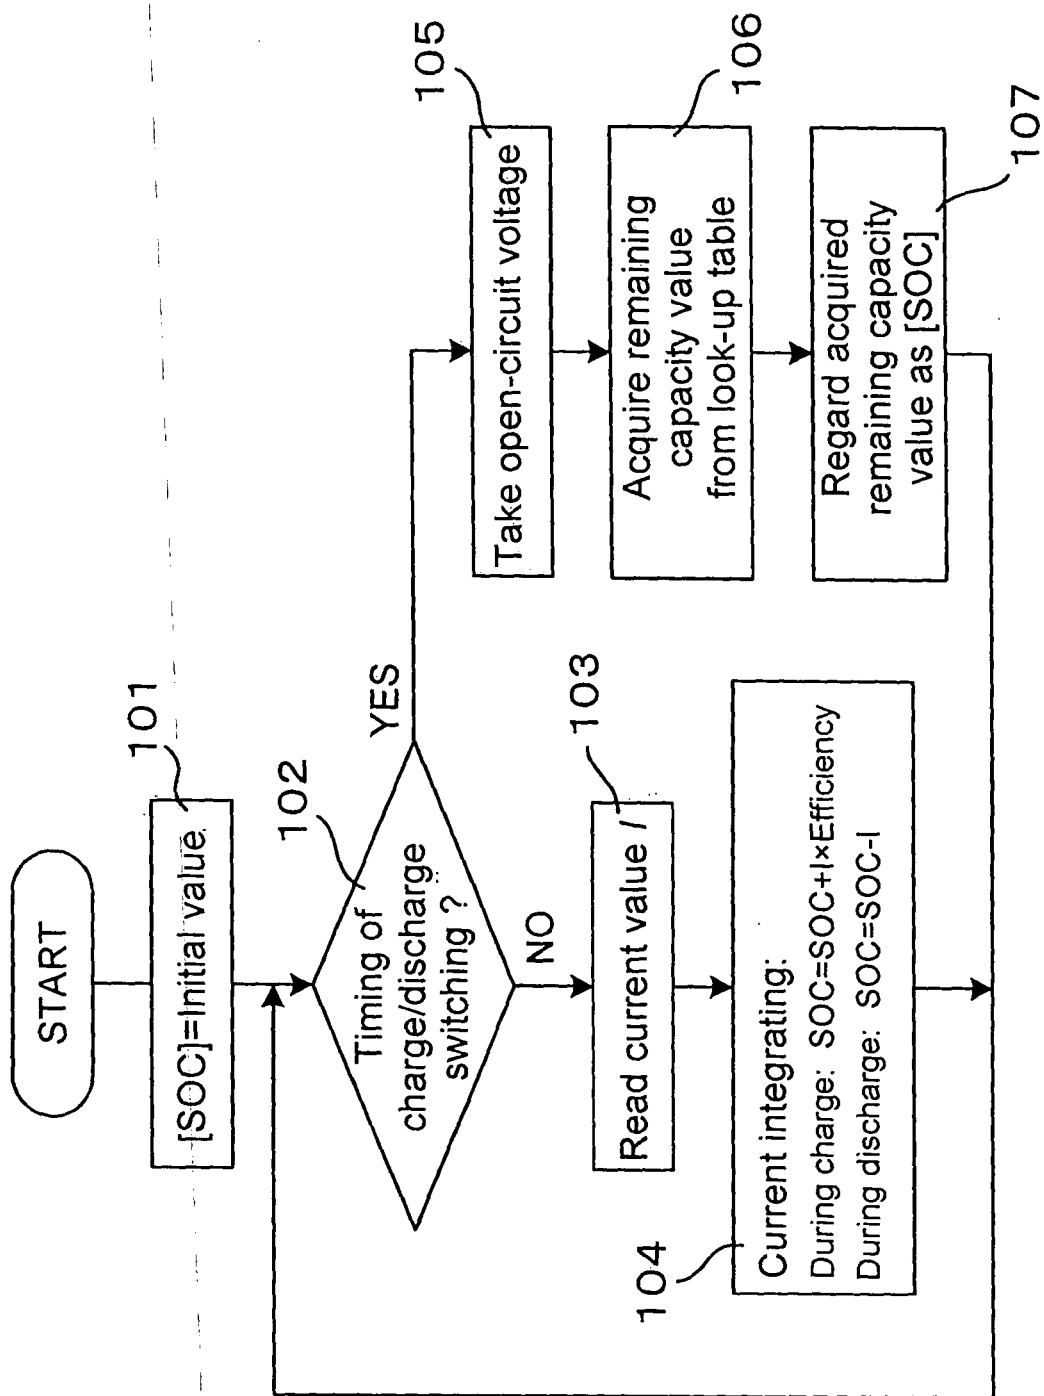 START
101
[SOC]=Initial value
102
Timing of
charge/discharge
switching ?
YES
NO
103
Read current value I
104
Current integrating:
During charge: SOC=SOC+I×Efficiency
During discharge: SOC=SOC-I
105
Take open-circuit voltage
106
Acquire remaining
capacity value
from look-up table
107
Regard acquired
remaining capacity
value as [SOC]